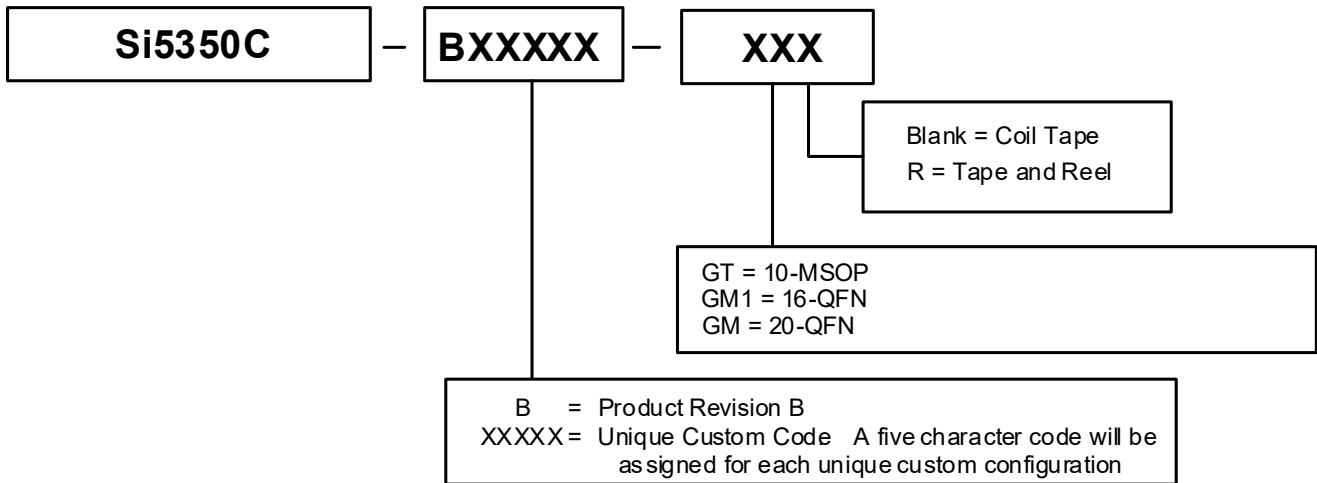 Si5350C – BXXXXX – XXX
Blank = Coil Tape
R = Tape and Reel
GT = 10-MSOP
GM1 = 16-QFN
GM = 20-QFN
B = Product Revision B
XXXXX = Unique Custom Code A five character code will be
assigned for each unique custom configuration